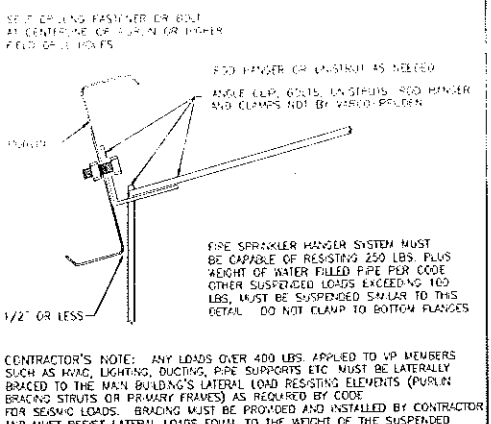 SELF DRILLING FASTENER OR BOLT
AT CENTERLINE OF PURLIN OR HIGHER
FIELD DRILL HOLES
ROD HANGER OR UNISTRUT AS NEEDED
ANGLE CLIP, BOLTS, UNISTRUTS, ROD HANGER
AND CLAMPS NOT BY VARCO-PRUDEN
PURLIN
FIRE SPRINKLER HANGER SYSTEM MUST
BE CAPABLE OF RESISTING 250 LBS. PLUS
WEIGHT OF WATER FILLED PIPE PER CODE
OTHER SUSPENDED LOADS EXCEEDING 100
LBS, MUST BE SUSPENDED SIMILAR TO THIS
DETAIL DO NOT CLAMP TO BOTTOM FLANGES
1/2" OR LESS
CONTRACTOR'S NOTE: ANY LOADS OVER 400 LBS. APPLIED TO VP MEMBERS
SUCH AS HVAC, LIGHTING, DUCTING, PIPE SUPPORTS ETC MUST BE LATERALLY
BRACED TO THE MAIN BUILDING'S LATERAL LOAD RESISTING ELEMENTS (PURLIN
BRACING STRUTS OR PRIMARY FRAMES) AS REQUIRED BY CODE
FOR SEISMIC LOADS. BRACING MUST BE PROVIDED AND INSTALLED BY CONTRACTOR
AND MUST RESIST LATERAL LOADS EQUAL TO THE WEIGHT OF THE SUSPENDED